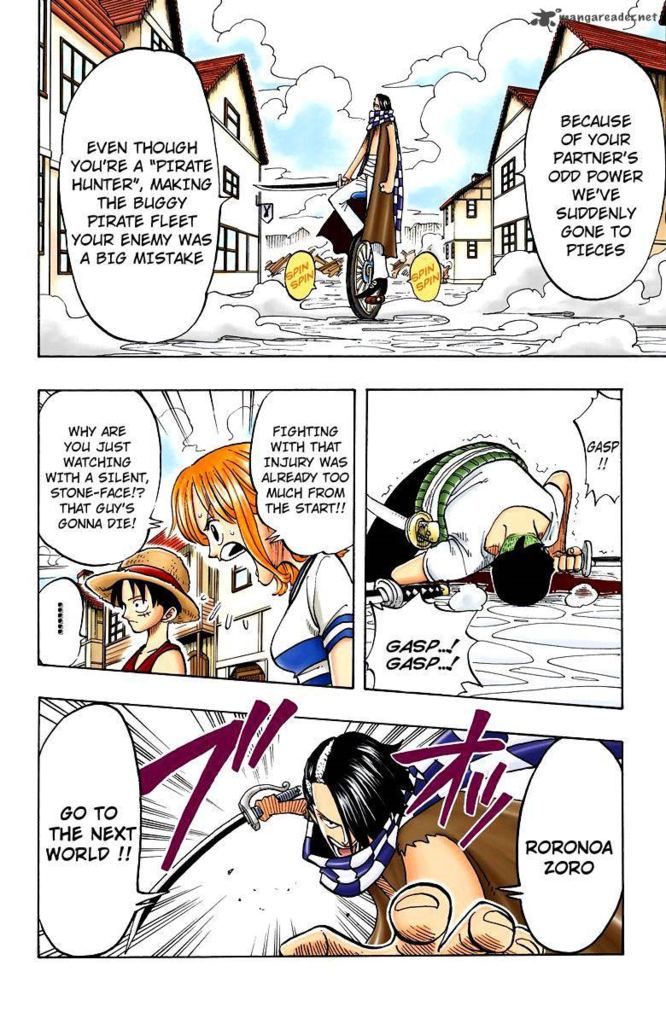 mangareader.net
BECAUSE
OF YOUR
PARTNER'S
ODD POWER
WE'VE
SUDDENLY
GONE TO
PIECES
EVEN THOUGH
YOU'RE A "PIRATE
HUNTER", MAKING
THE BUGGY
PIRATE FLEET
YOUR ENEMY WAS
A BIG MISTAKE
SPIN
SPIN
SPIN
SPIN
GASP
!!
GASP...!
GASP...!
FIGHTING
WITH THAT
INJURY WAS
ALREADY TOO
MUCH FROM
THE START!!
WHY ARE
YOU JUST
WATCHING
WITH A SILENT,
STONE-FACE!?
THAT GUY'S
GONNA DIE!
......
RORONOA
ZORO
オッ
GO TO
THE NEXT
WORLD !!